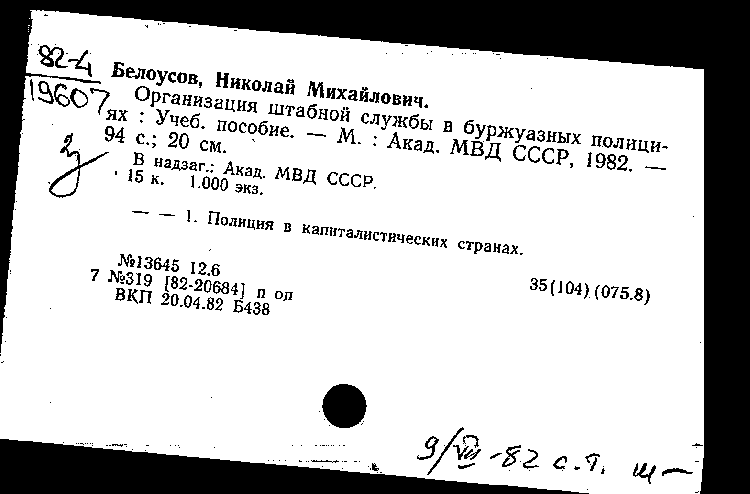 82-4
19607
Белоусов, Николай Михайлович.
Организация штабной службы в буржуазных полици-
ях : Учеб. пособие. — М. : Акад. МВД СССР, 1982. —
94 с.; 20 см.
В надзаг.: Акад. МВД СССР.
15 к. 1.000 экз.
— — 1. Полиция в капиталистических странах.
№13645 12.6
7 №319 [82-20684] п оп
ВКП 20.04.82 Б438
35(104)(075.8)
9/VII-82 с.т.